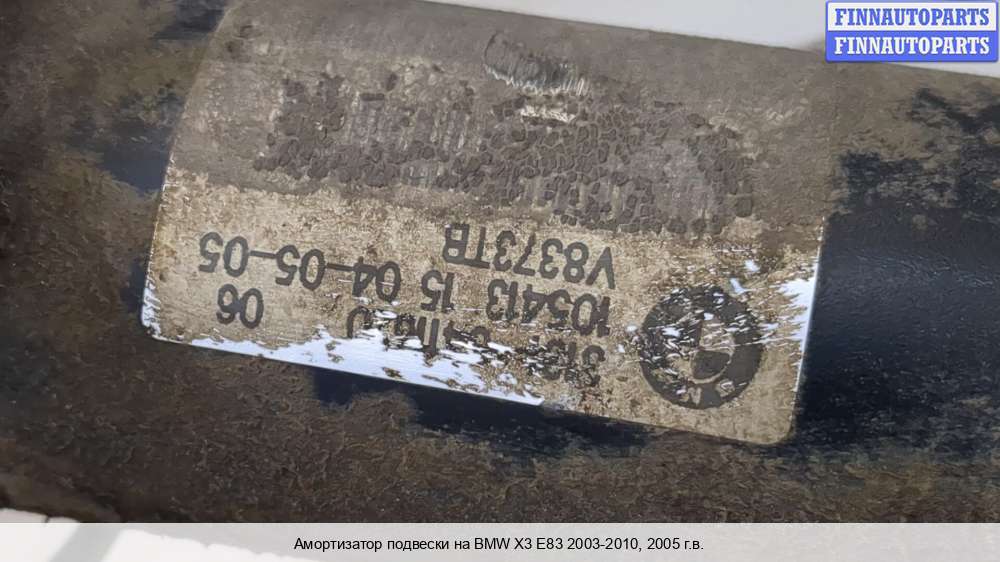 FINNAUTOPARTS
FINNAUTOPARTS
06
105413 15 04-05-05
V8373TB
Амортизатор подвески на BMW X3 E83 2003-2010, 2005 г.в.